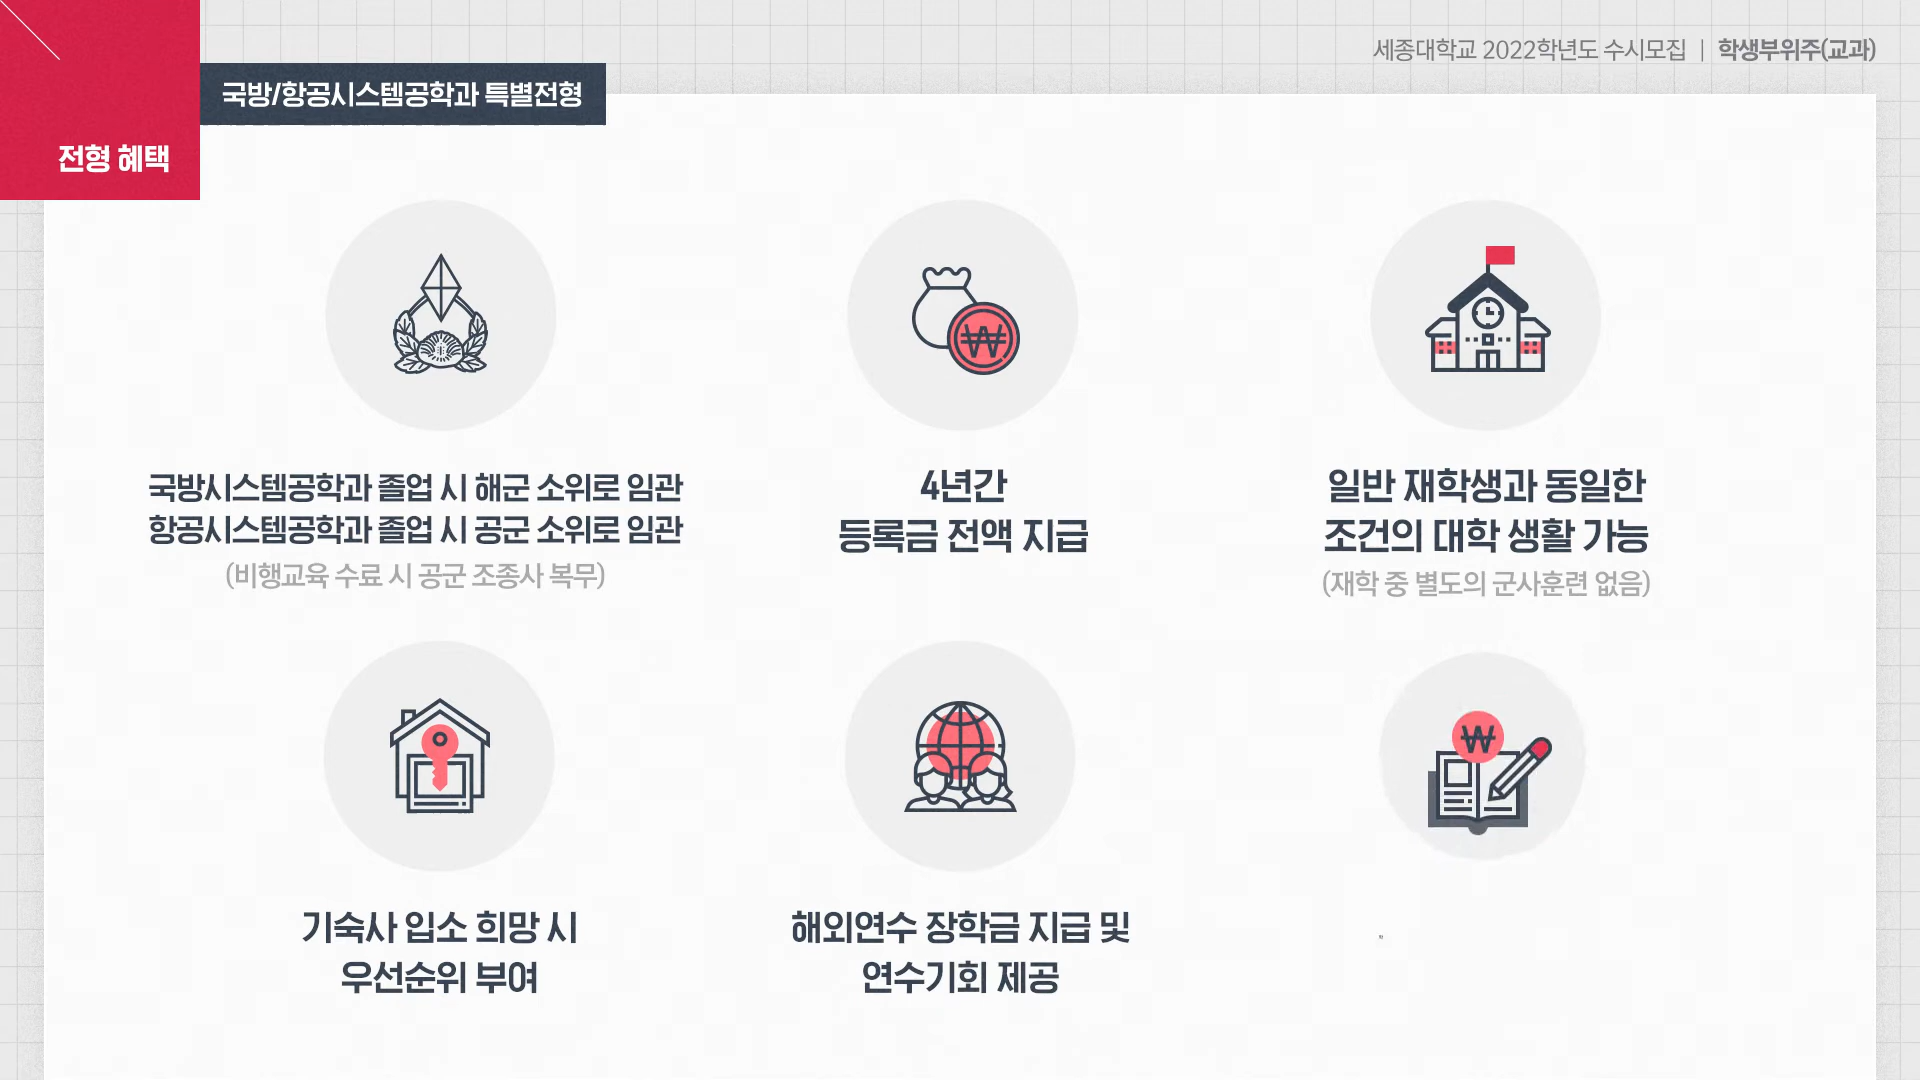 세종대학교 2022학년도 수시모집 | 학생부위주(교과)
국방/항공시스템공학과 특별전형
전형 혜택
국방시스템공학과 졸업 시 해군 소위로 임관
항공시스템공학과 졸업 시 공군 소위로 임관
(비행교육 수료 시 공군 조종사 복무)
4년간
등록금 전액 지급
일반 재학생과 동일한
조건의 대학 생활 가능
(재학 중 별도의 군사훈련 없음)
기숙사 입소 희망 시
우선순위 부여
해외연수 장학금 지급 및
연수기회 제공